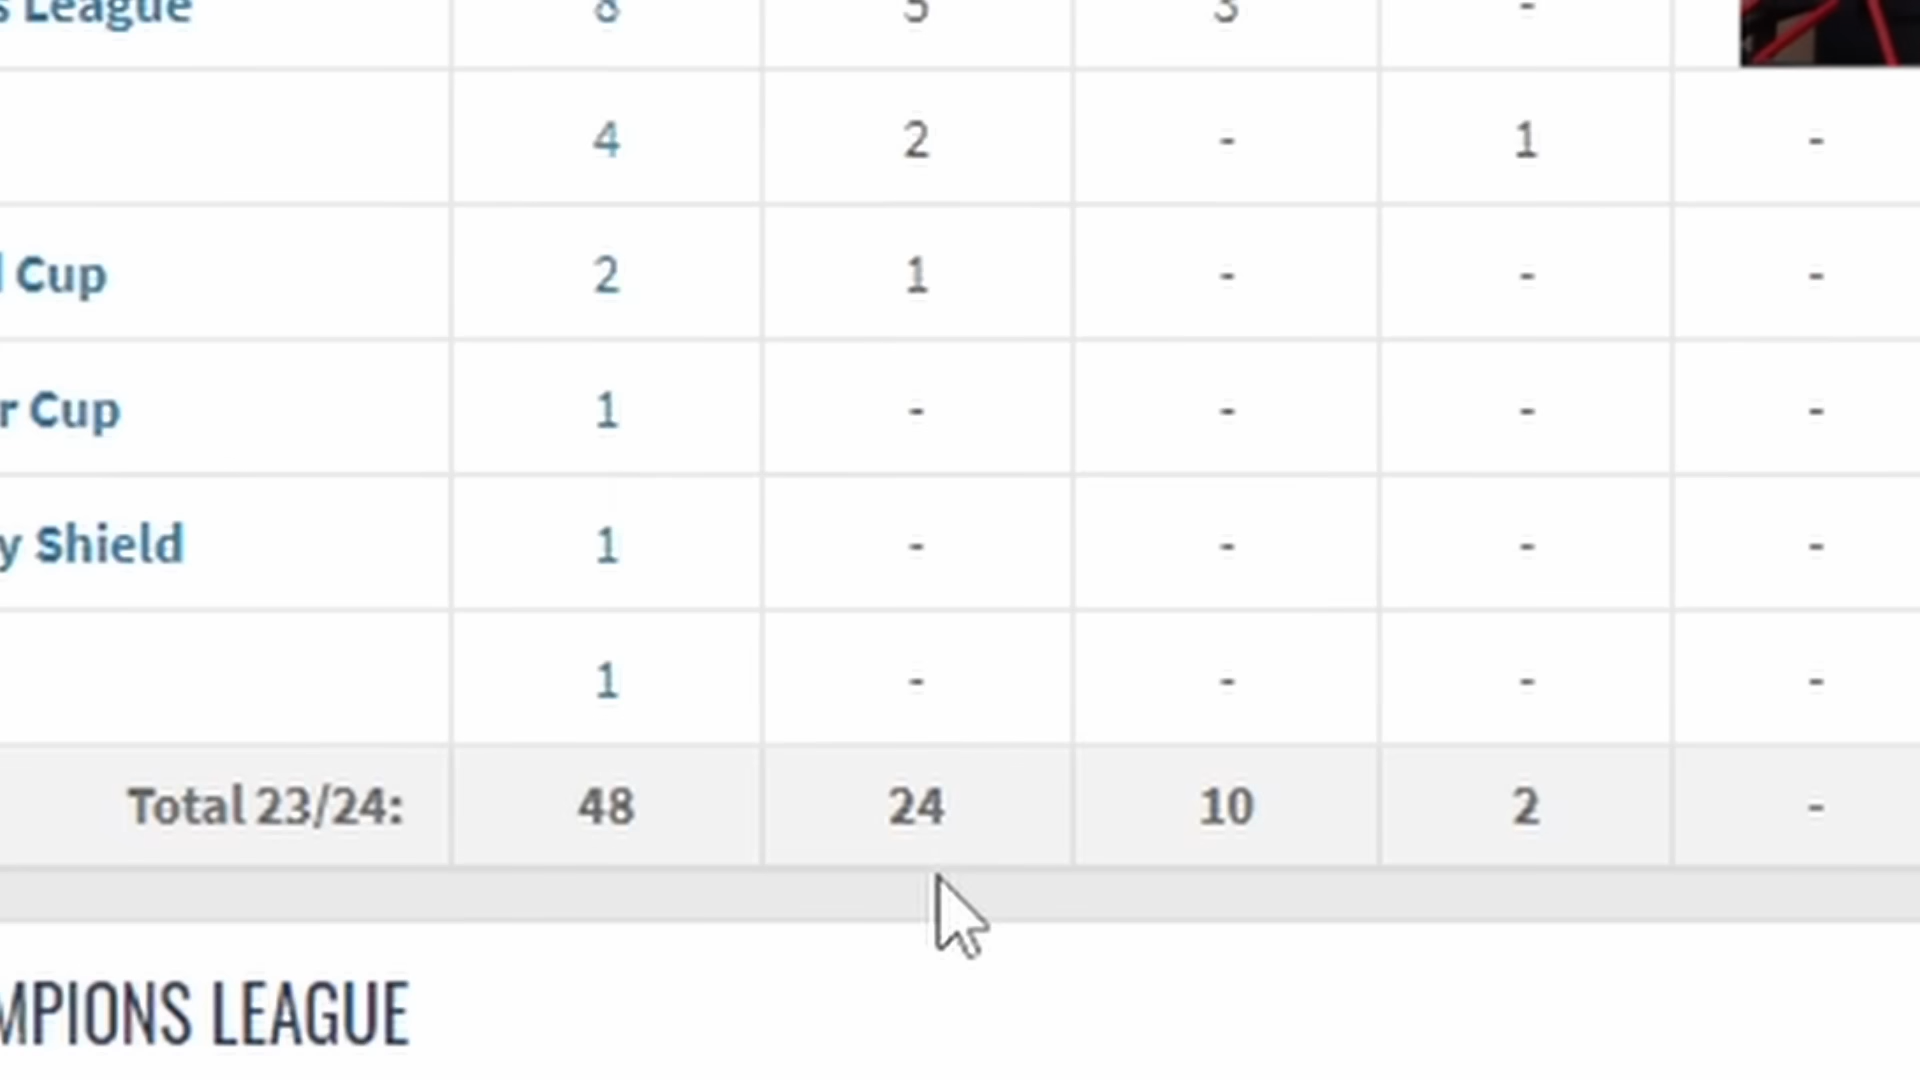 s League 8 5 3 -
4 2 - 1 -
Cup 2 1 - - -
r Cup 1 - - - -
y Shield 1 - - - -
1 - - - -
Total 23/24: 48 24 10 2 -
MPIONS LEAGUE